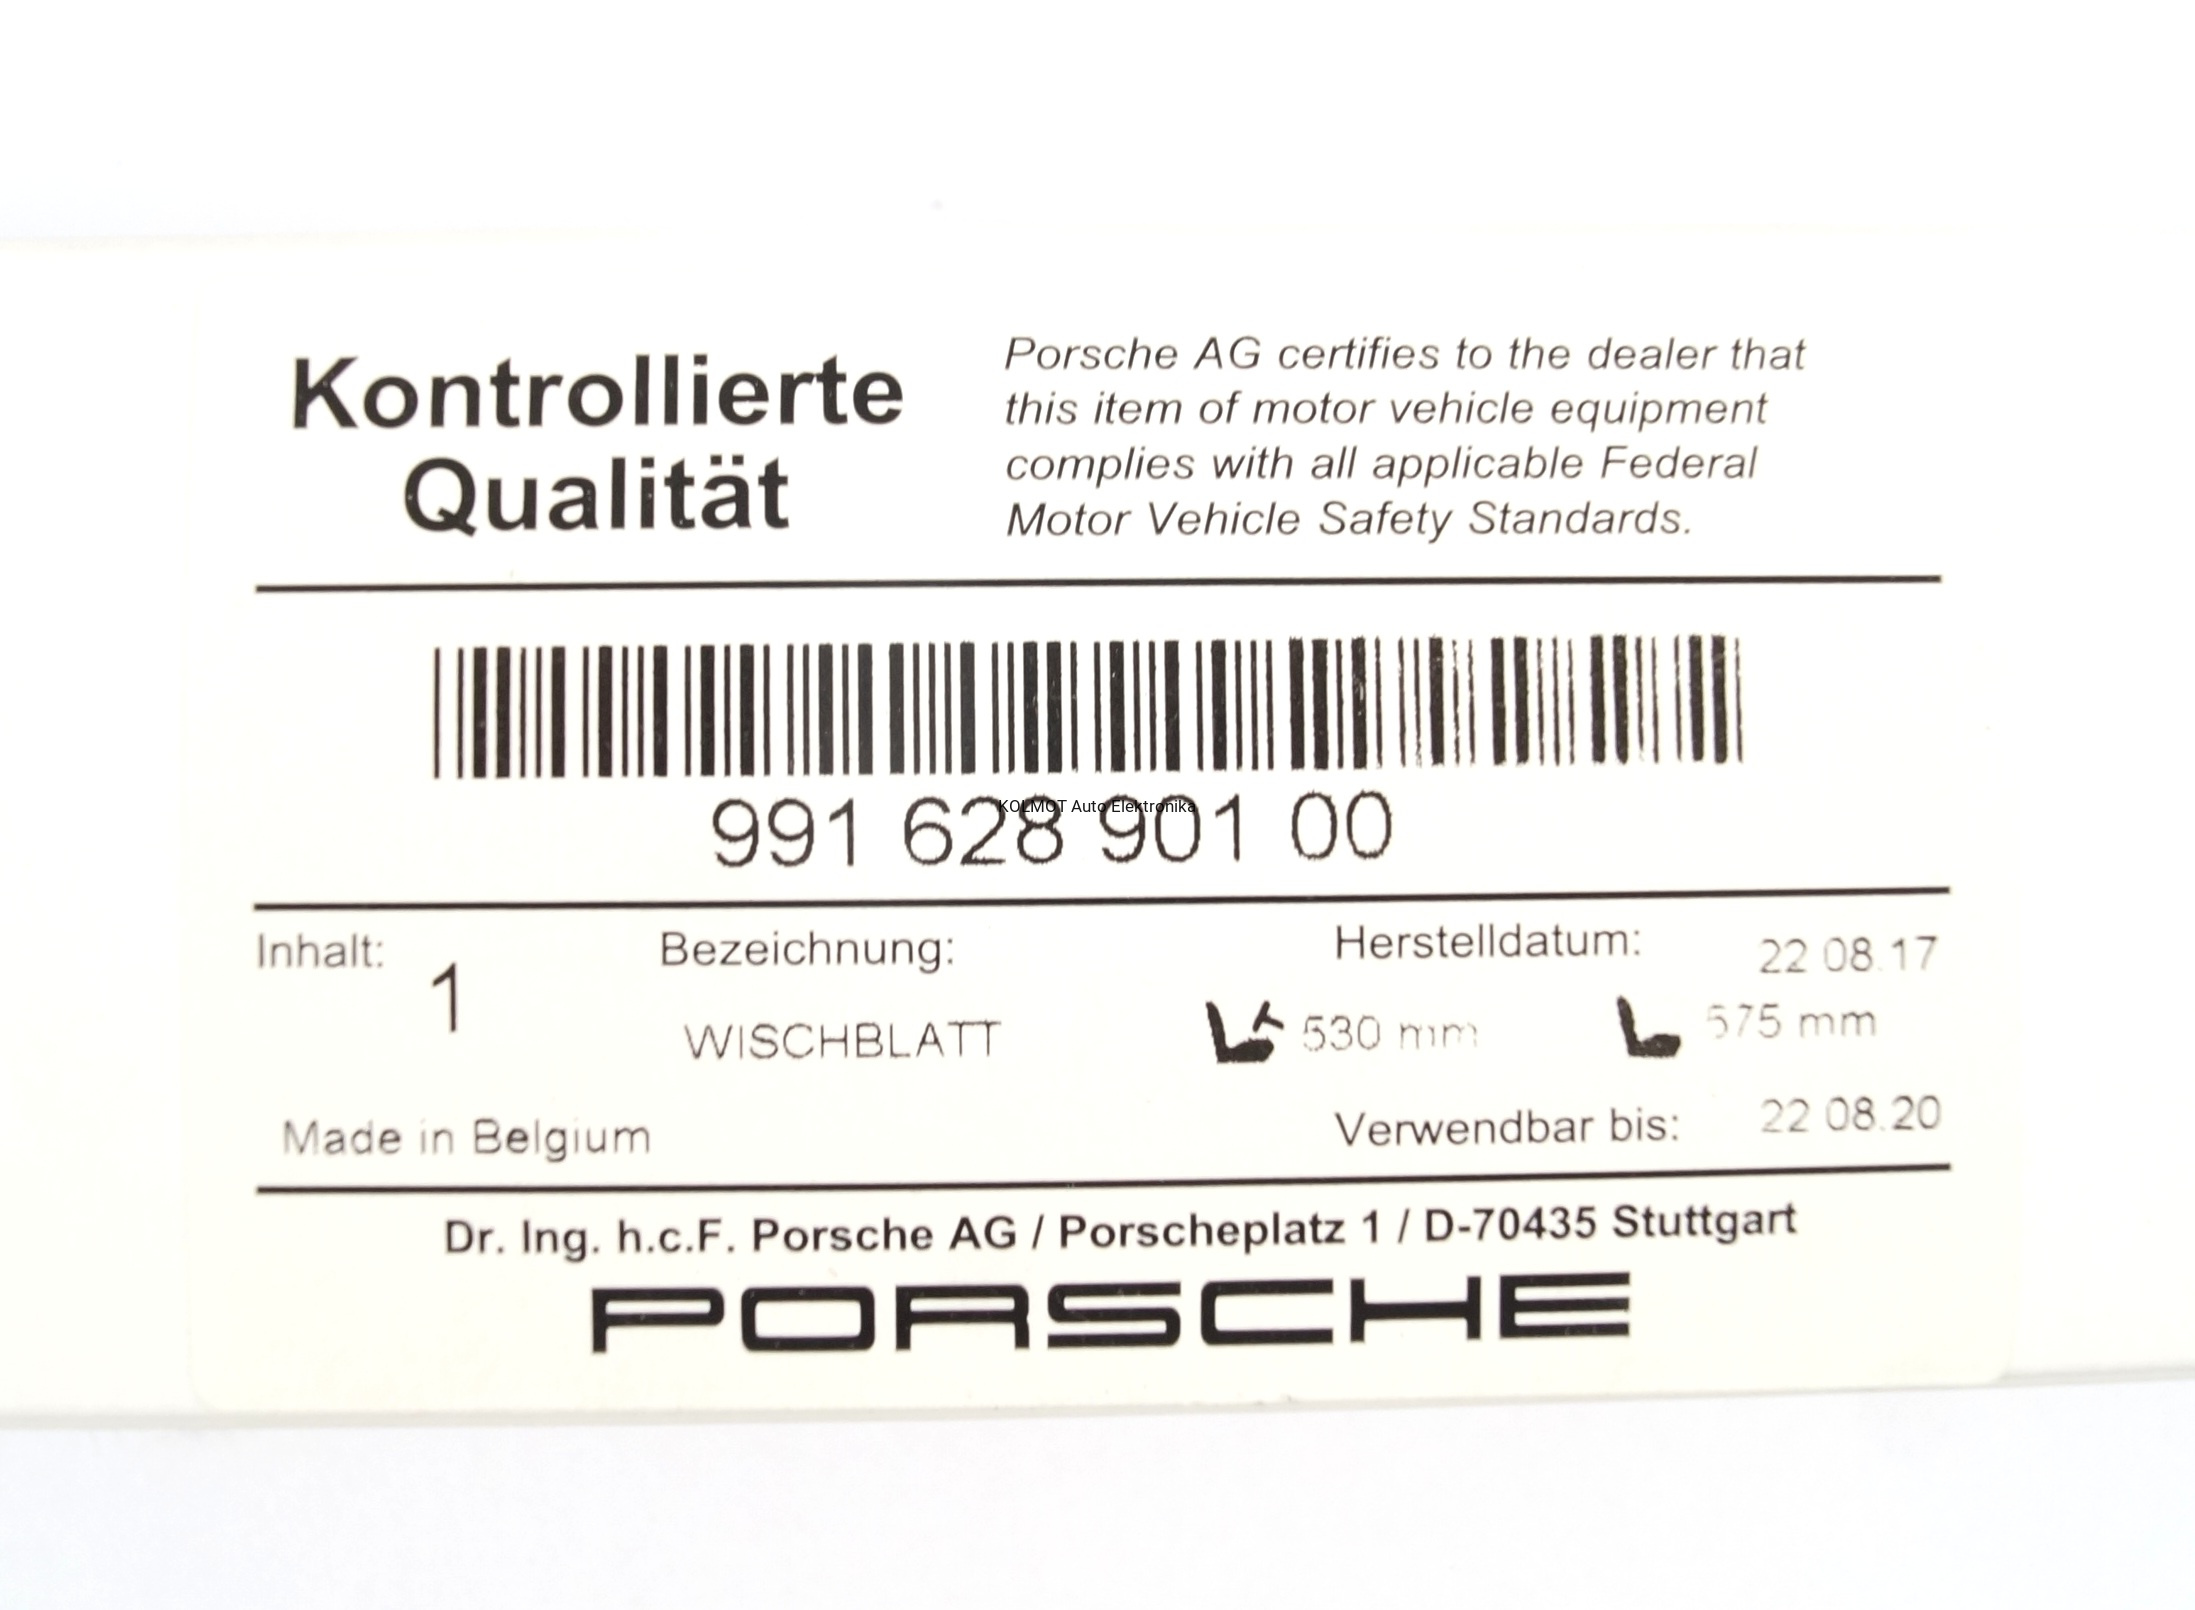 Kontrollierte
Qualität
Porsche AG certifies to the dealer that
this item of motor vehicle equipment
complies with all applicable Federal
Motor Vehicle Safety Standards.
991 628 901 00
KOLMOT Auto Elektronika
Inhalt: 1
Bezeichnung:
WISCHBLATT
Herstelldatum: 22 08.17
530 mm 575 mm
Made in Belgium
Verwendbar bis: 22 08.20
Dr. Ing. h.c.F. Porsche AG / Porscheplatz 1 / D-70435 Stuttgart
PORSCHE